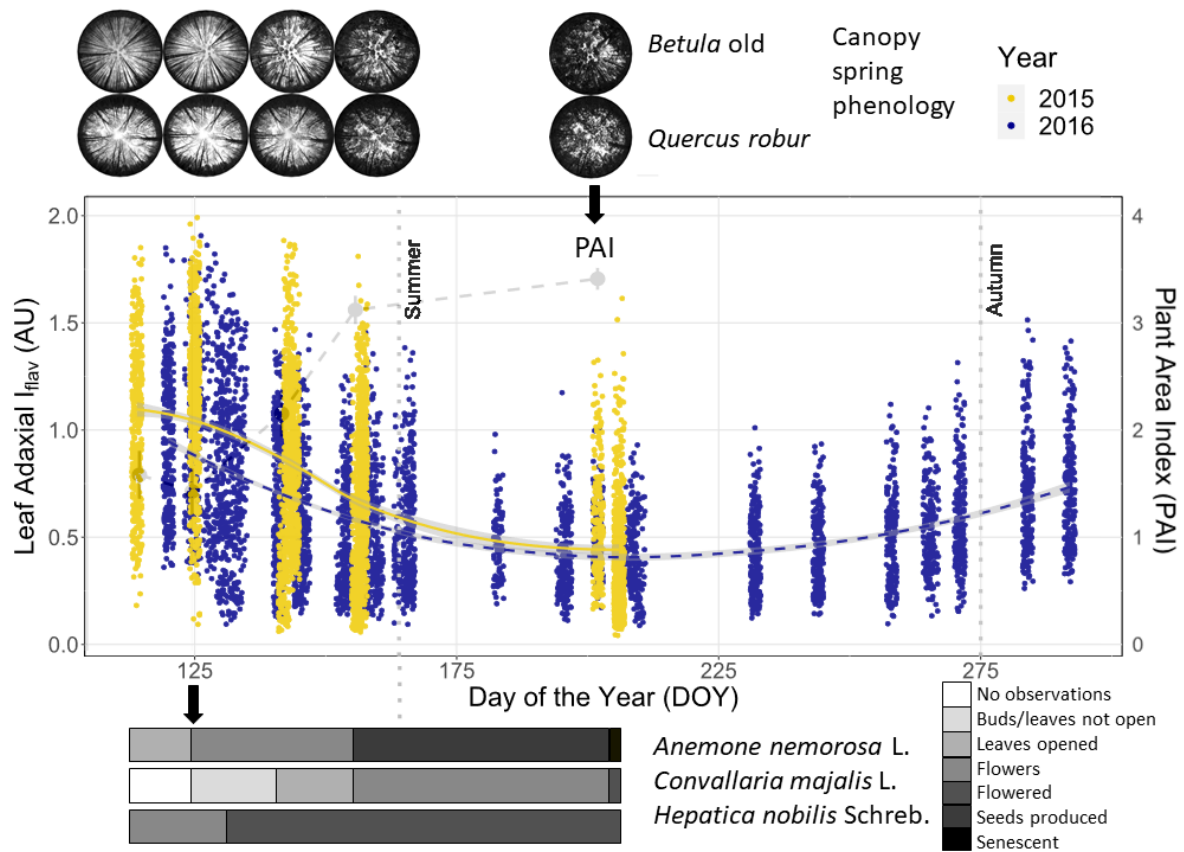 Betula old
Quercus robur
Canopy
spring
phenology
Year
2015
2016
PAI
Summer
Autumn
2.0
1.5
1.0
0.5
0.0
4
3
2
1
0
Leaf Adaxial Iflav (AU)
Plant Area Index (PAI)
125
175
225
275
Day of the Year (DOY)
Anemone nemorosa L.
Convallaria majalis L.
Hepatica nobilis Schreb.
No observations
Buds/leaves not open
Leaves opened
Flowers
Flowered
Seeds produced
Senescent